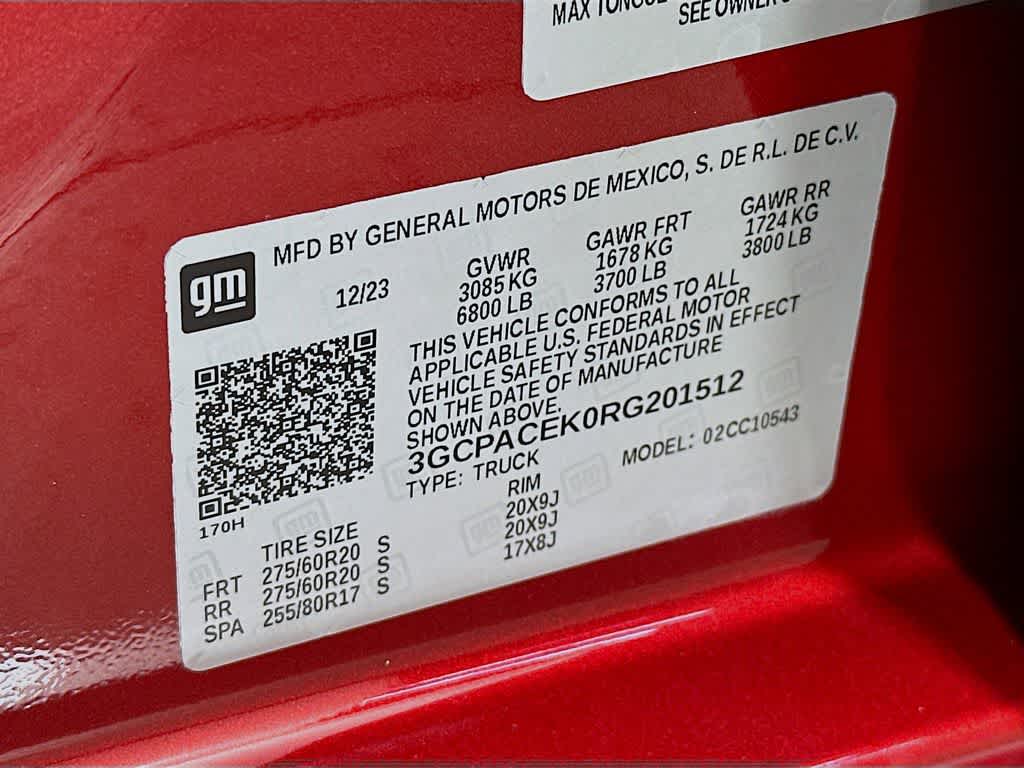 MAX TONGUE
SEE OWNER'S
MFD BY GENERAL MOTORS DE MEXICO, S. DE R.L. DE C.V.
gm
12/23
GVWR
3085 KG
6800 LB
GAWR FRT
1678 KG
3700 LB
GAWR RR
1724 KG
3800 LB
THIS VEHICLE CONFORMS TO ALL
APPLICABLE U.S. FEDERAL MOTOR
VEHICLE SAFETY STANDARDS IN EFFECT
ON THE DATE OF MANUFACTURE
SHOWN ABOVE.
3GCPACEK0RG201512
TYPE: TRUCK MODEL: 02CC10543
170H
TIRE SIZE RIM
FRT 275/60R20 S 20X9J
RR 275/60R20 S 20X9J
SPA 255/80R17 S 17X8J